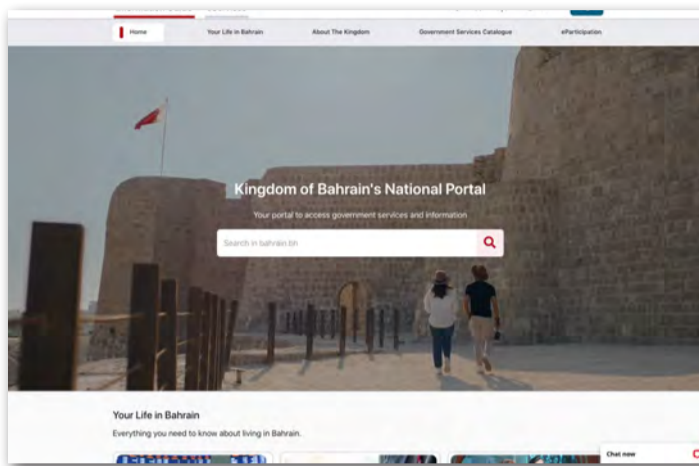 Home
Your Life in Bahrain
About The Kingdom
Government Services Catalogue
eParticipation
Kingdom of Bahrain's National Portal
Your portal to access government services and information
Search in bahrain.bh
Your Life in Bahrain
Everything you need to know about living in Bahrain.
Chat now